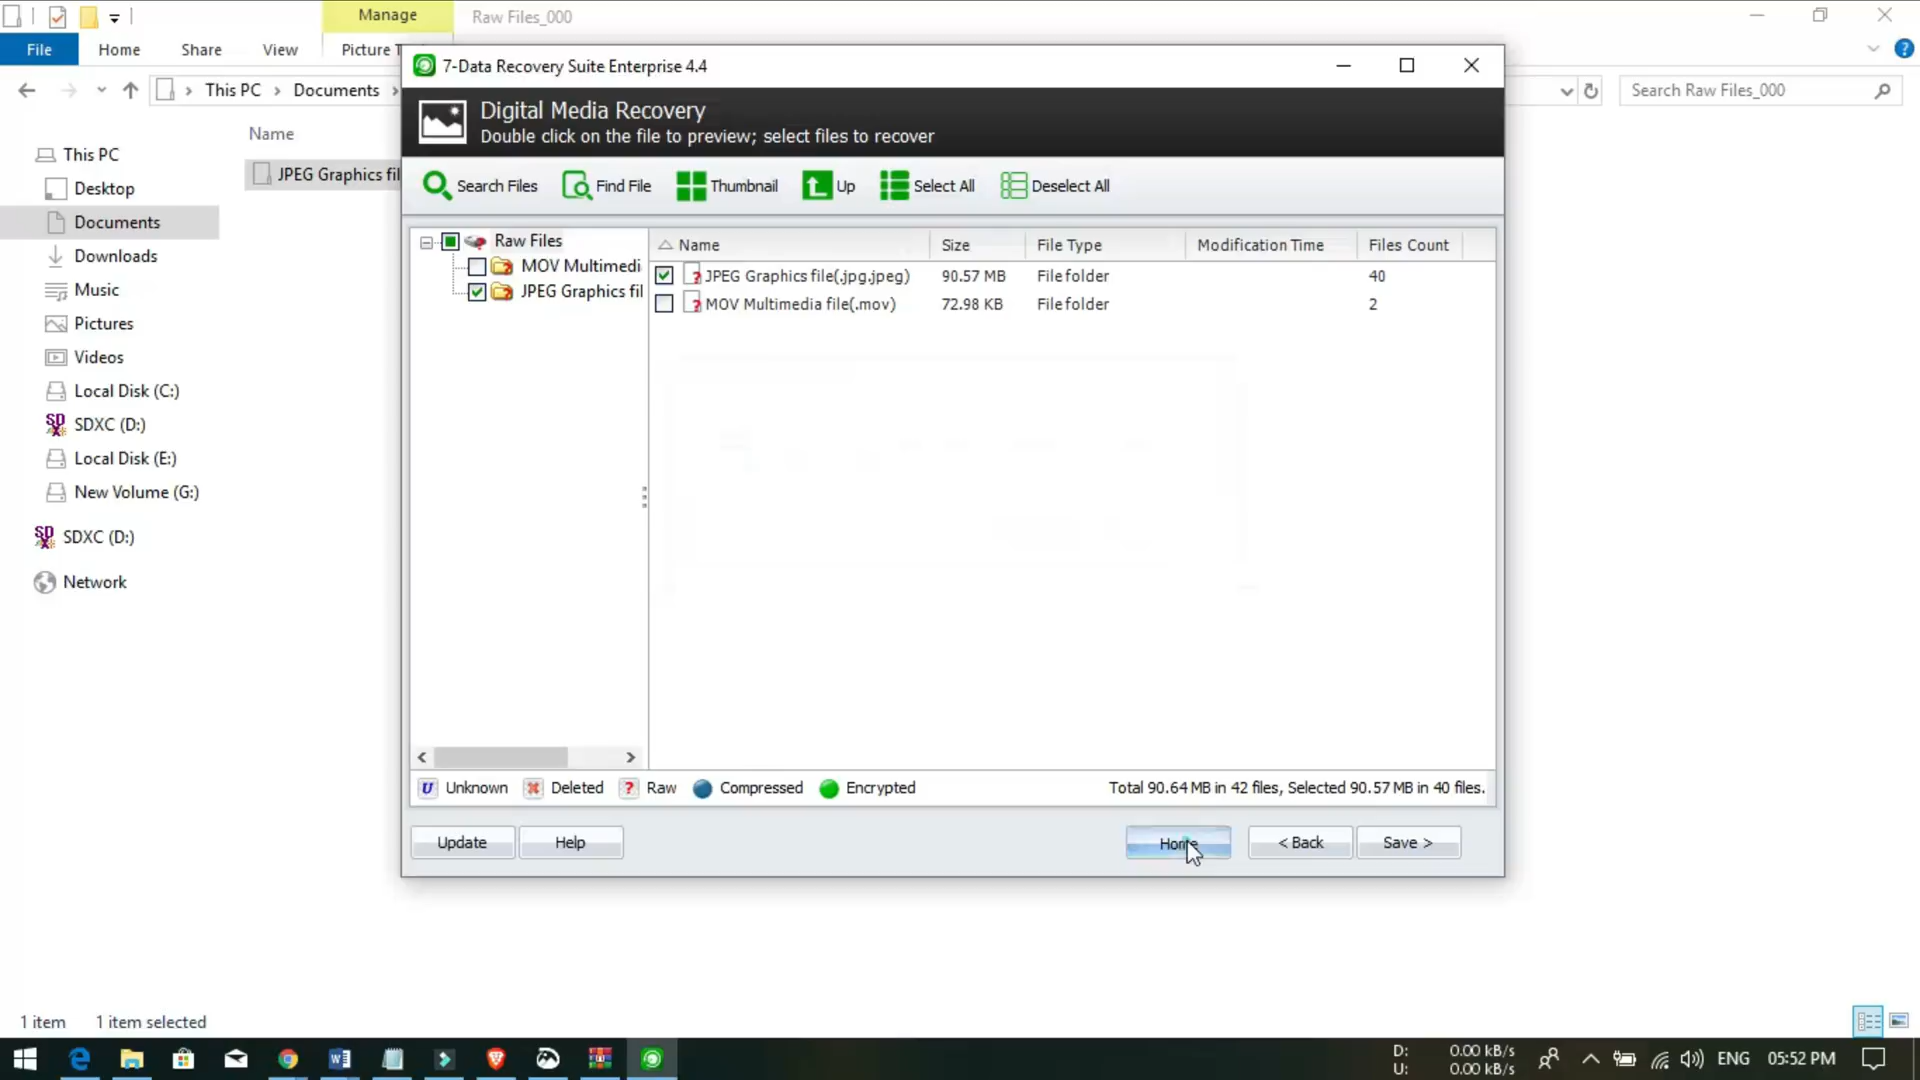 Manage
Raw Files_000
File
Home
Share
View
Picture T
This PC
Documents
Search Raw Files_000
This PC
Desktop
Documents
Downloads
Music
Pictures
Videos
Local Disk (C:)
SDXC (D:)
Local Disk (E:)
New Volume (G:)
SDXC (D:)
Network
Name
JPEG Graphics fil
7-Data Recovery Suite Enterprise 4.4
Digital Media Recovery
Double click on the file to preview; select files to recover
Search Files
Find File
Thumbnail
Up
Select All
Deselect All
Raw Files
MOV Multimedi
JPEG Graphics fil
Name Size File Type Modification Time Files Count
JPEG Graphics file(.jpg.jpeg) 90.57 MB File folder 40
MOV Multimedia file(.mov) 72.98 KB File folder 2
U Unknown Deleted ? Raw Compressed Encrypted
Total 90.64 MB in 42 files, Selected 90.57 MB in 40 files.
Update
Help
Home
< Back
Save >
1 item 1 item selected
D: 0.00 kB/s
U: 0.00 kB/s
ENG
05:52 PM